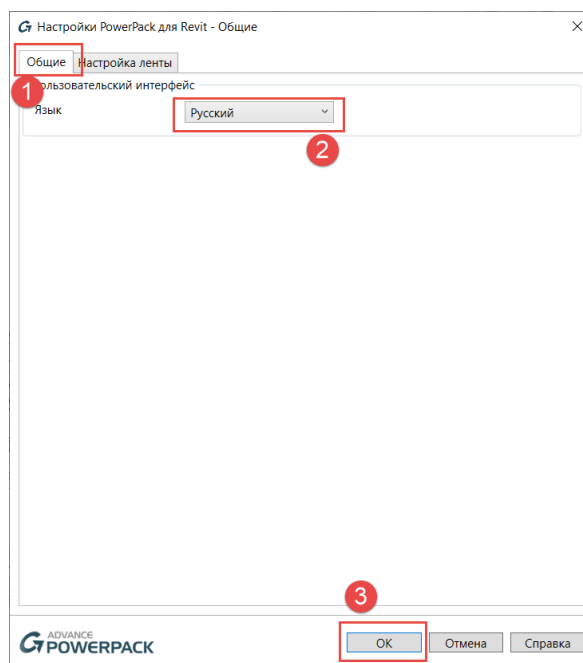 Настройки PowerPack для Revit - Общие
Общие Настройка ленты
1
Пользовательский интерфейс
Язык Русский
2
3
ADVANCE
POWERPACK
ОК Отмена Справка